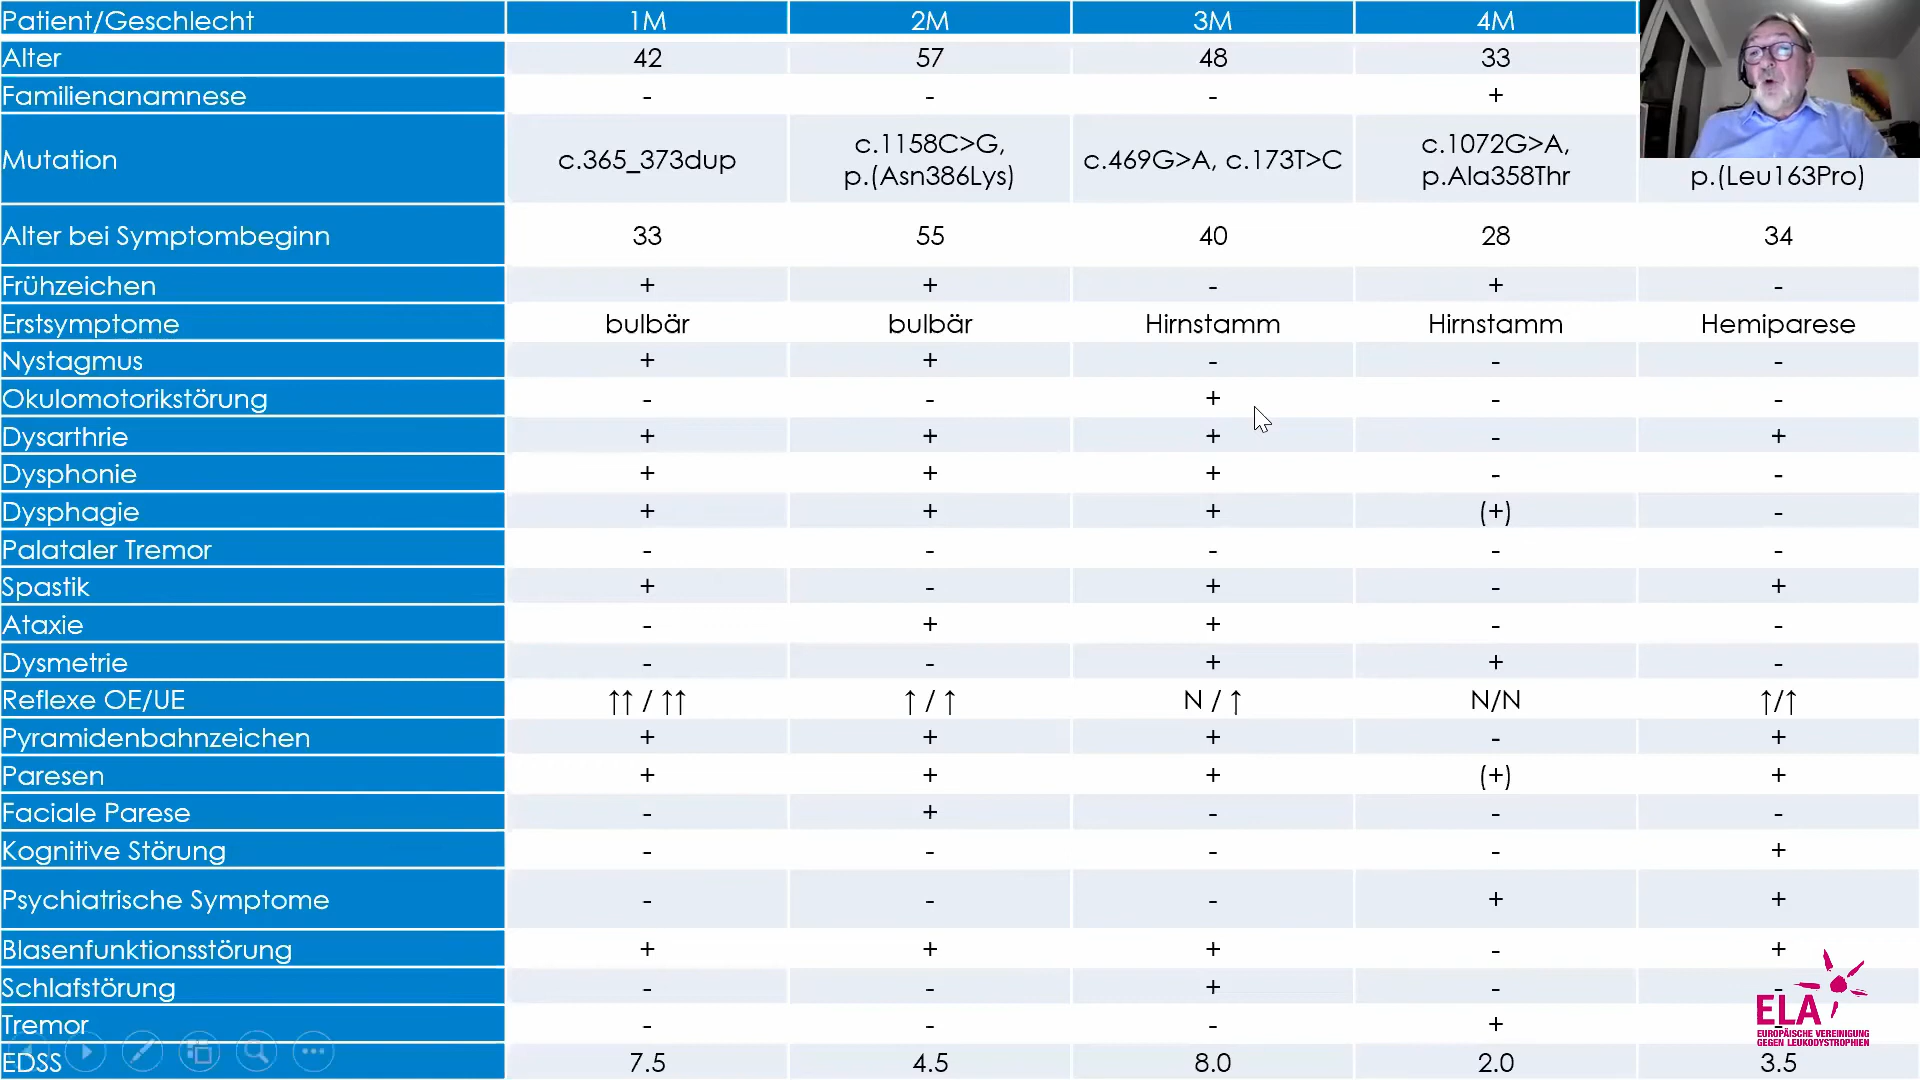 Patient/Geschlecht 1M 2M 3M 4M
Alter 42 57 48 33
Familienanamnese - - - +
Mutation c.365_373dup c.1158C>G, p.(Asn386Lys) c.469G>A, c.173T>C c.1072G>A, p.Ala358Thr p.(Leu163Pro)
Alter bei Symptombeginn 33 55 40 28 34
Frühzeichen + + - + -
Erstsymptome bulbär bulbär Hirnstamm Hirnstamm Hemiparese
Nystagmus + + - - -
Okulomotorikstörung - - + - -
Dysarthrie + + + - +
Dysphonie + + + - -
Dysphagie + + + (+) -
Palataler Tremor - - - - -
Spastik + - + - +
Ataxie - + + - -
Dysmetrie - - + + -
Reflexe OE/UE ↑↑ / ↑↑ ↑ / ↑ N / ↑ N/N ↑/↑
Pyramidenbahnzeichen + + + - +
Paresen + + + (+) +
Faciale Parese - + - - -
Kognitive Störung - - - - +
Psychiatrische Symptome - - - + +
Blasenfunktionsstörung + + + - +
Schlafstörung - - + - -
Tremor - - - + -
EDSS 7.5 4.5 8.0 2.0 3.5
ELA
EUROPÄISCHE VEREINIGUNG
GEGEN LEUKODYSTROPHIEN